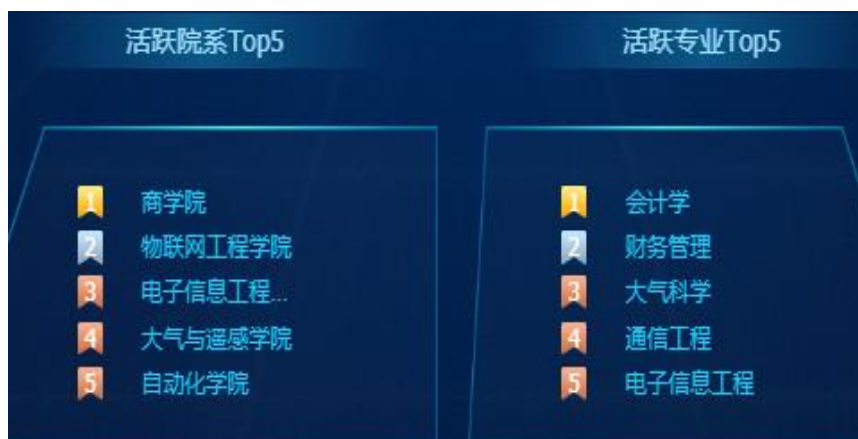 活跃院系Top5
活跃专业Top5
1 商学院
2 物联网工程学院
3 电子信息工程...
4 大气与遥感学院
5 自动化学院
1 会计学
2 财务管理
3 大气科学
4 通信工程
5 电子信息工程